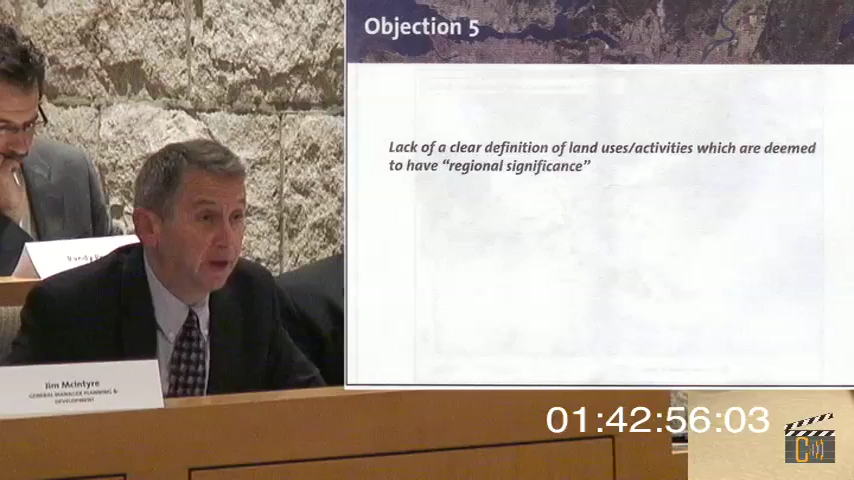 Objection 5
Lack of a clear definition of land uses/activities which are deemed
to have “regional significance”
Jim McIntyre
GENERAL MANAGER PLANNING &
DEVELOPMENT
01:42:56:03
C